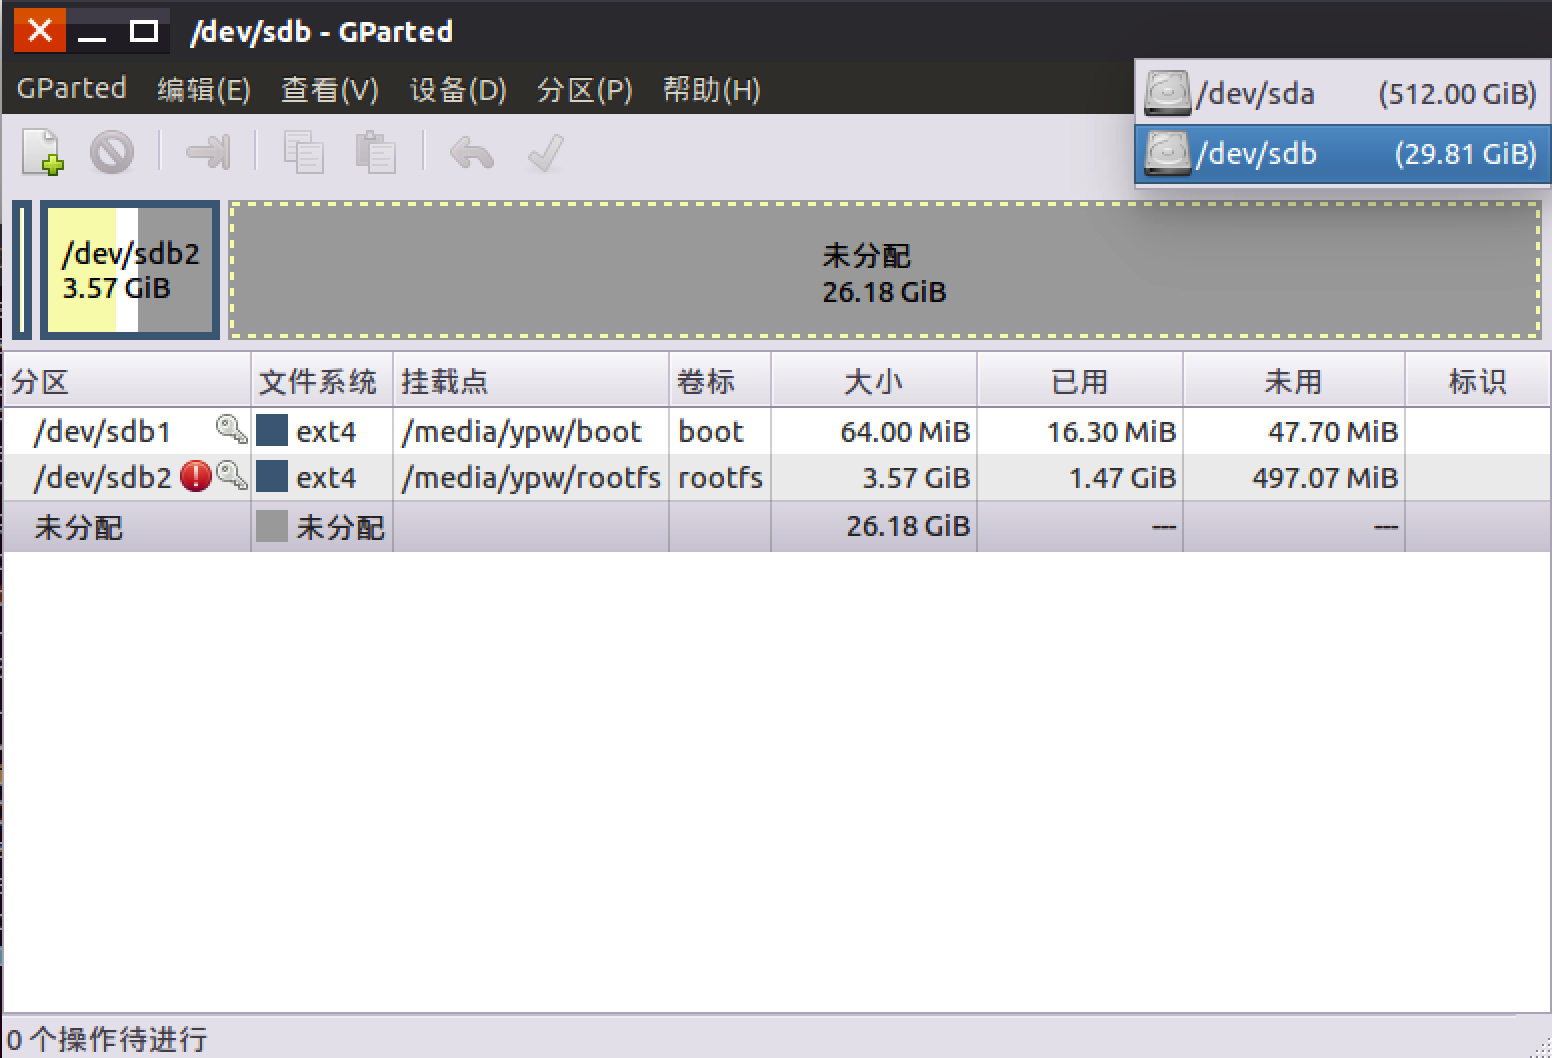 /dev/sdb - GParted
GParted 编辑(E) 查看(V) 设备(D) 分区(P) 帮助(H)
/dev/sda (512.00 GiB)
/dev/sdb (29.81 GiB)
/dev/sdb2
3.57 GiB
未分配
26.18 GiB
分区 文件系统 挂载点 卷标 大小 已用 未用 标识
/dev/sdb1 ext4 /media/ypw/boot boot 64.00 MiB 16.30 MiB 47.70 MiB
/dev/sdb2 ext4 /media/ypw/rootfs rootfs 3.57 GiB 1.47 GiB 497.07 MiB
未分配 未分配 26.18 GiB --- ---
0 个操作待进行